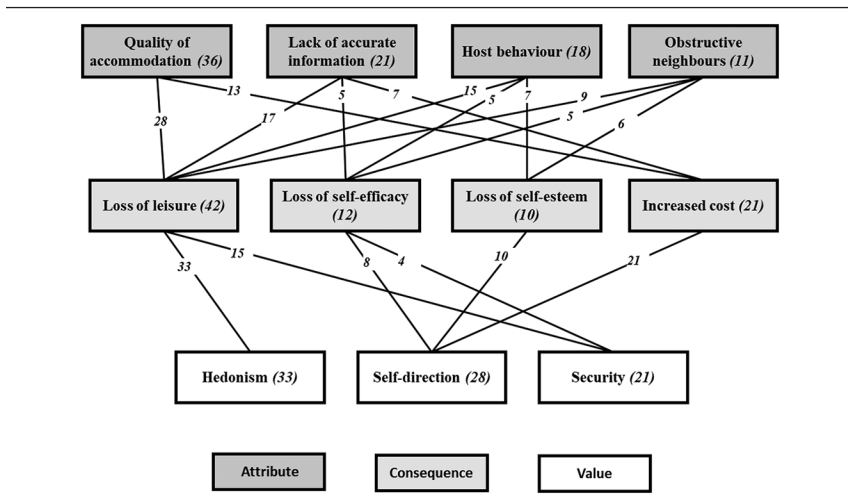 Quality of
accommodation (36)
Lack of accurate
information (21)
Host behaviour (18)
Obstructive
neighbours (11)
13
28
17
5
7
15
5
7
9
5
6
Loss of leisure (42)
Loss of self-efficacy
(12)
Loss of self-esteem
(10)
Increased cost (21)
33
15
8
4
10
21
Hedonism (33)
Self-direction (28)
Security (21)
Attribute
Consequence
Value